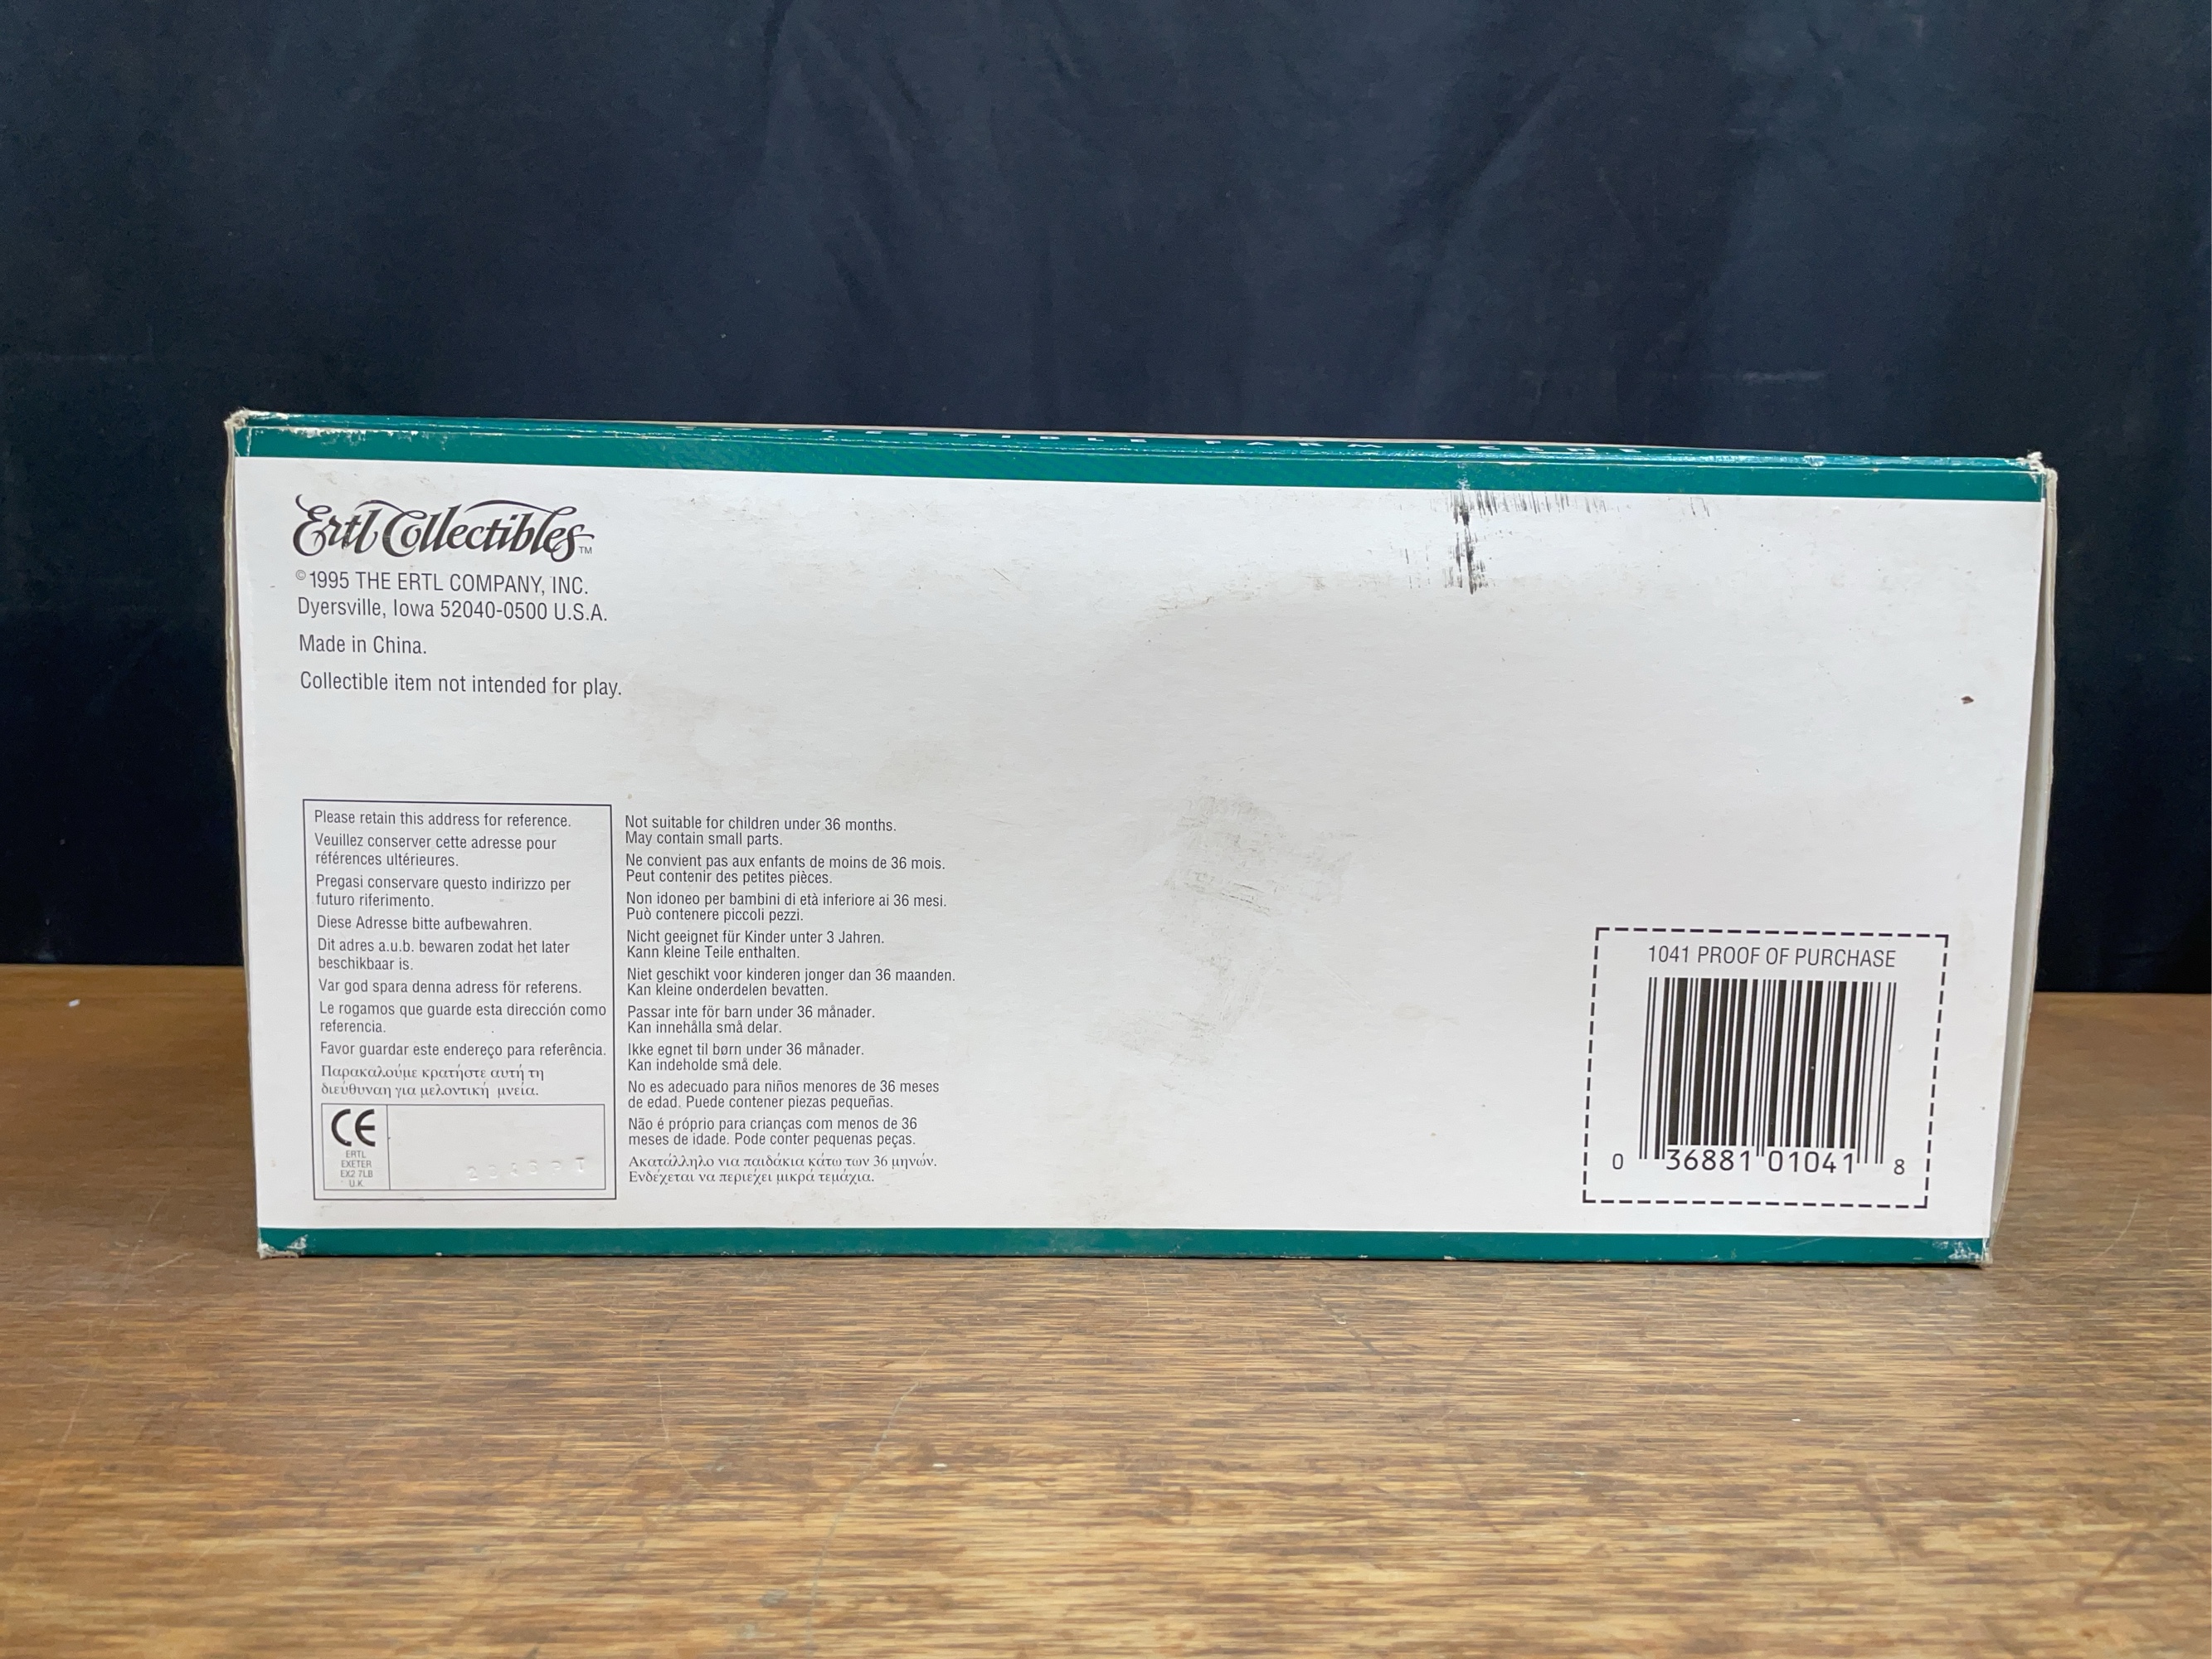 COLLECTIBLE FARM SCENE
Ertl Collectibles™
©1995 THE ERTL COMPANY, INC.
Dyersville, Iowa 52040-0500 U.S.A.
Made in China.
Collectible item not intended for play.
Please retain this address for reference.
Veuillez conserver cette adresse pour
références ultérieures.
Pregasi conservare questo indirizzo per
futuro riferimento.
Diese Adresse bitte aufbewahren.
Dit adres a.u.b. bewaren zodat het later
beschikbaar is.
Var god spara denna adress för referens.
Le rogamos que guarde esta dirección como
referencia.
Favor guardar este endereço para referência.
Παρακαλούμε κρατήστε αυτή τη
διεύθυναη για μελοντική μνεία.
CE
ERTL
EXETER
EX2 7LB
U.K.
Not suitable for children under 36 months.
May contain small parts.
Ne convient pas aux enfants de moins de 36 mois.
Peut contenir des petites pièces.
Non idoneo per bambini di età inferiore ai 36 mesi.
Può contenere piccoli pezzi.
Nicht geeignet für Kinder unter 3 Jahren.
Kann kleine Teile enthalten.
Niet geschikt voor kinderen jonger dan 36 maanden.
Kan kleine onderdelen bevatten.
Passar inte för barn under 36 månader.
Kan innehålla små delar.
Ikke egnet til børn under 36 månader.
Kan indeholde små dele.
No es adecuado para niños menores de 36 meses
de edad. Puede contener piezas pequeñas.
Não é próprio para crianças com menos de 36
meses de idade. Pode conter pequenas peças.
Ακατάλληλο νια παιδάκια κάτω των 36 μηνών.
Ενδέχεται να περιέχει μικρά τεμάχια.
1041 PROOF OF PURCHASE
0 36881 01041 8